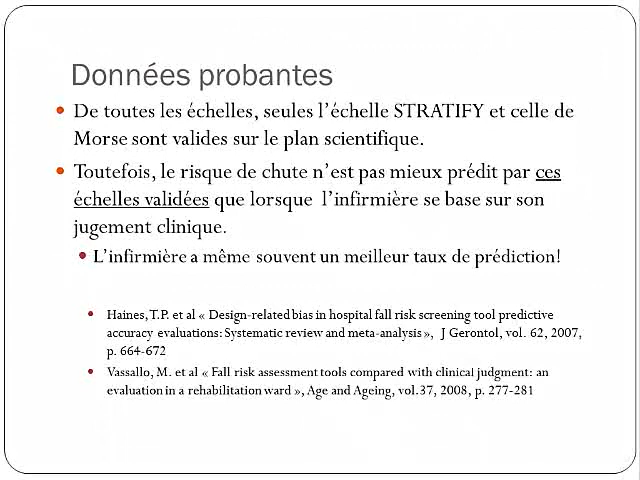 Données probantes
De toutes les échelles, seules l’échelle STRATIFY et celle de
Morse sont valides sur le plan scientifique.
Toutefois, le risque de chute n’est pas mieux prédit par ces
échelles validées que lorsque l’infirmière se base sur son
jugement clinique.
L’infirmière a même souvent un meilleur taux de prédiction!
Haines, T.P. et al « Design-related bias in hospital fall risk screening tool predictive
accuracy evaluations: Systematic review and meta-analysis », J Gerontol, vol. 62, 2007,
p. 664-672
Vassallo, M. et al « Fall risk assessment tools compared with clinical judgment: an
evaluation in a rehabilitation ward », Age and Ageing, vol.37, 2008, p. 277-281